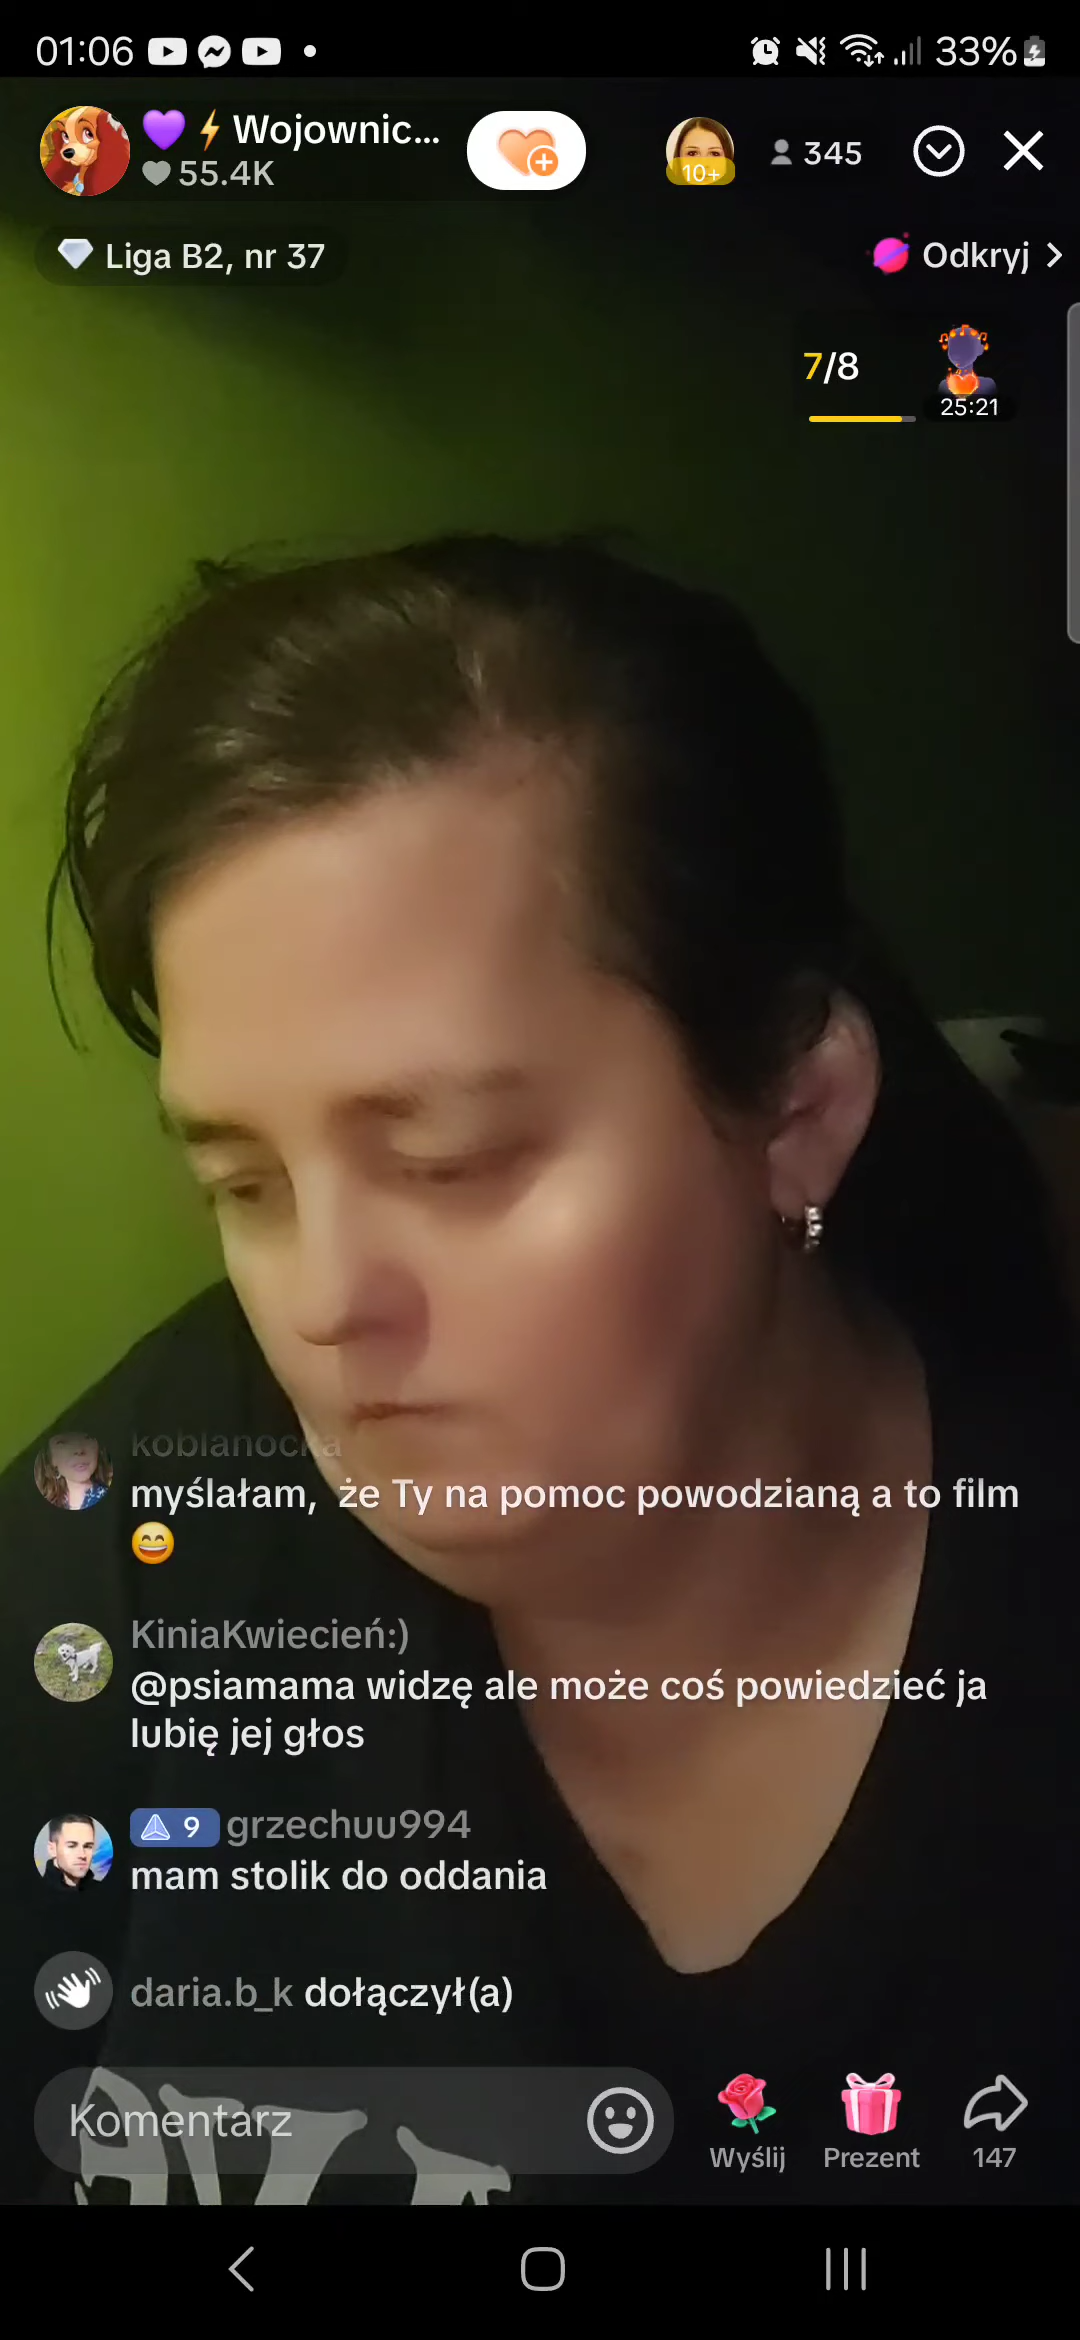 01:06
33%
Wojownic...
55.4K
10+
345
Liga B2, nr 37
Odkryj
7/8
25:21
koblanocka
myślałam, że Ty na pomoc powodzianą a to film
😄
KiniaKwiecień:)
@psiamama widzę ale może coś powiedzieć ja
lubię jej głos
9 grzechuu994
mam stolik do oddania
daria.b_k dołączył(a)
Komentarz
Wyślij
Prezent
147